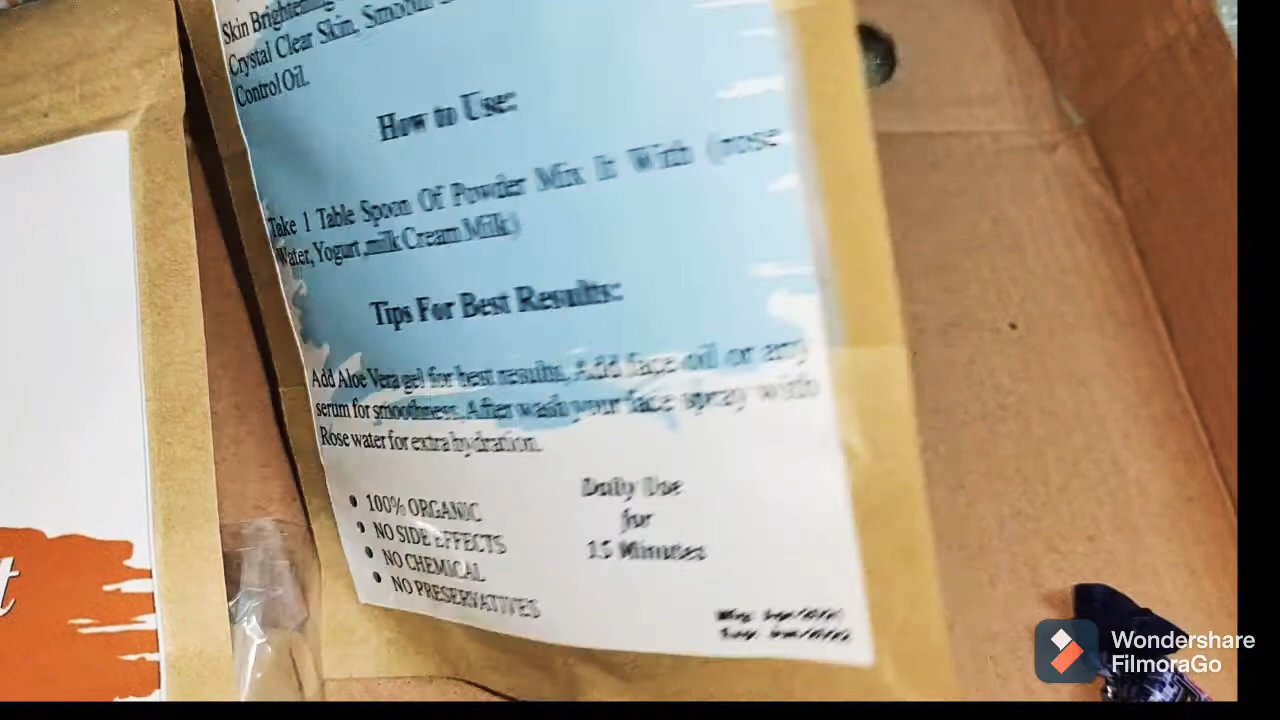 Skin Brightening
Crystal Clear Skin, Smooth
Control Oil.
How to Use:
Take 1 Table Spoon Of Powder Mix It With (rose
Water, Yogurt,milk Cream Milk)
Tips For Best Results:
Add Aloe Vera gel for best results, Add face oil or any
serum for smoothness, After wash your face spray with
Rose water for extra hydration.
100% ORGANIC
NO SIDE EFFECTS
NO CHEMICAL
NO PRESERVATIVES
Daily Use
for
15 Minutes
Wondershare
FilmoraGo